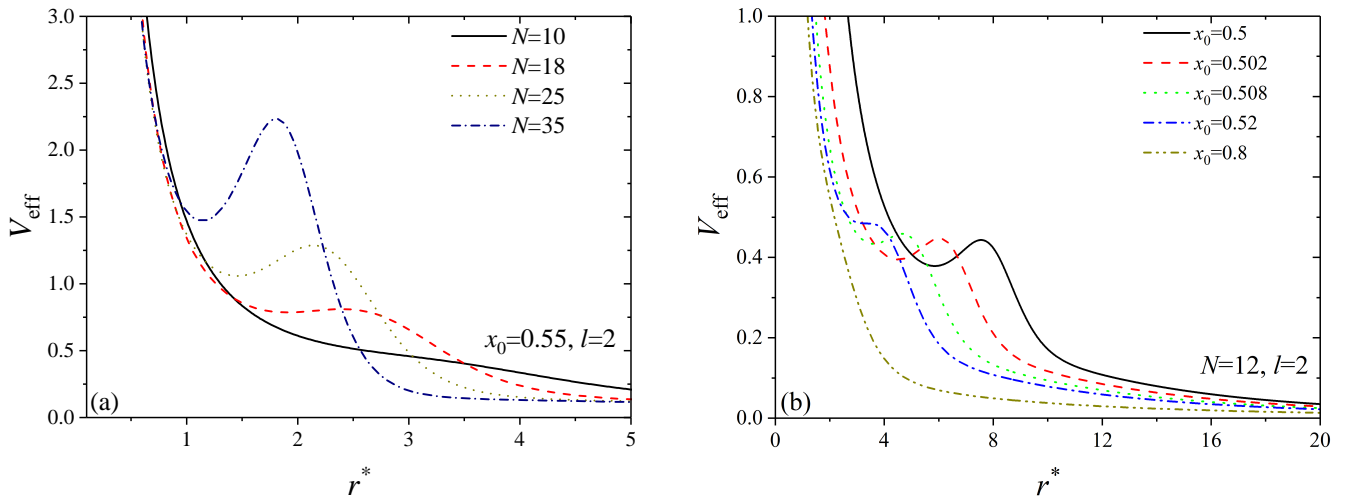 3.0
2.5
2.0
1.5
1.0
0.5
0.0
V_eff
N=10
N=18
N=25
N=35
x₀=0.55, l=2
(a)
1 2 3 4 5
r*
1.0
0.8
0.6
0.4
0.2
0.0
V_eff
x₀=0.5
x₀=0.502
x₀=0.508
x₀=0.52
x₀=0.8
N=12, l=2
(b)
0 4 8 12 16 20
r*